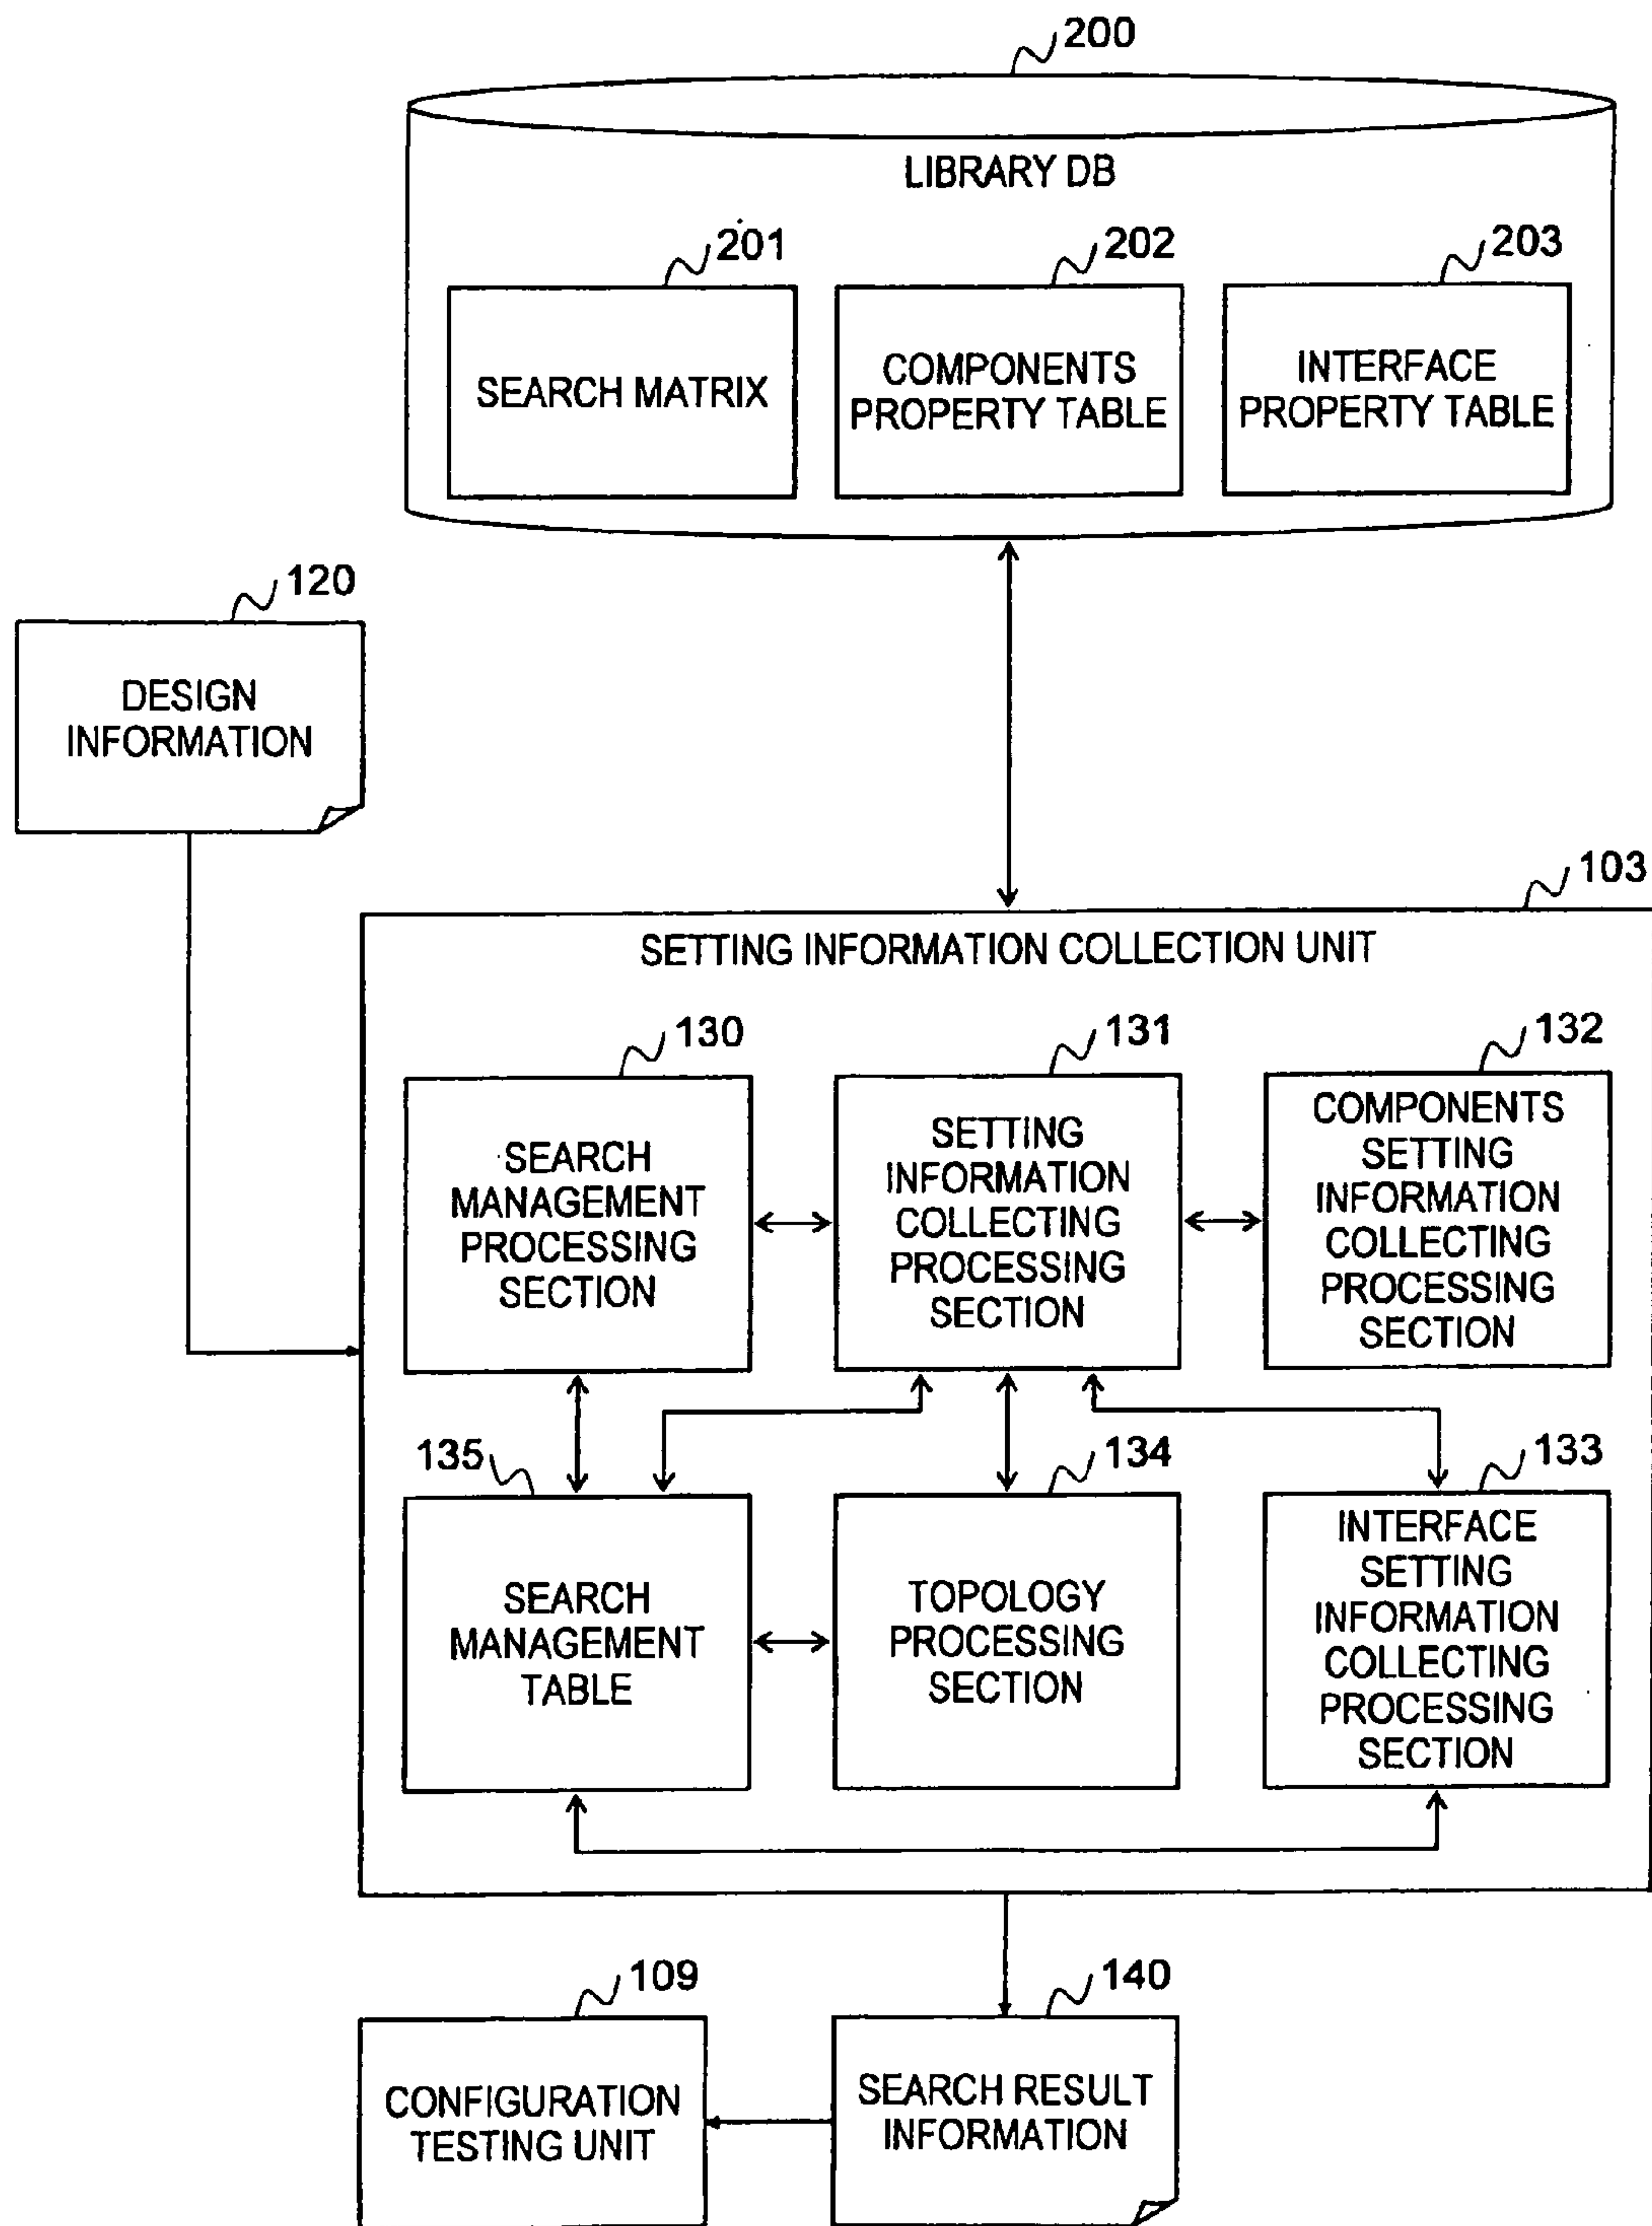 200
LIBRARY DB
201
202
203
SEARCH MATRIX
COMPONENTS
PROPERTY TABLE
INTERFACE
PROPERTY TABLE
120
DESIGN
INFORMATION
103
SETTING INFORMATION COLLECTION UNIT
130
131
132
SEARCH
MANAGEMENT
PROCESSING
SECTION
SETTING
INFORMATION
COLLECTING
PROCESSING
SECTION
COMPONENTS
SETTING
INFORMATION
COLLECTING
PROCESSING
SECTION
135
134
133
SEARCH
MANAGEMENT
TABLE
TOPOLOGY
PROCESSING
SECTION
INTERFACE
SETTING
INFORMATION
COLLECTING
PROCESSING
SECTION
109
140
CONFIGURATION
TESTING UNIT
SEARCH RESULT
INFORMATION